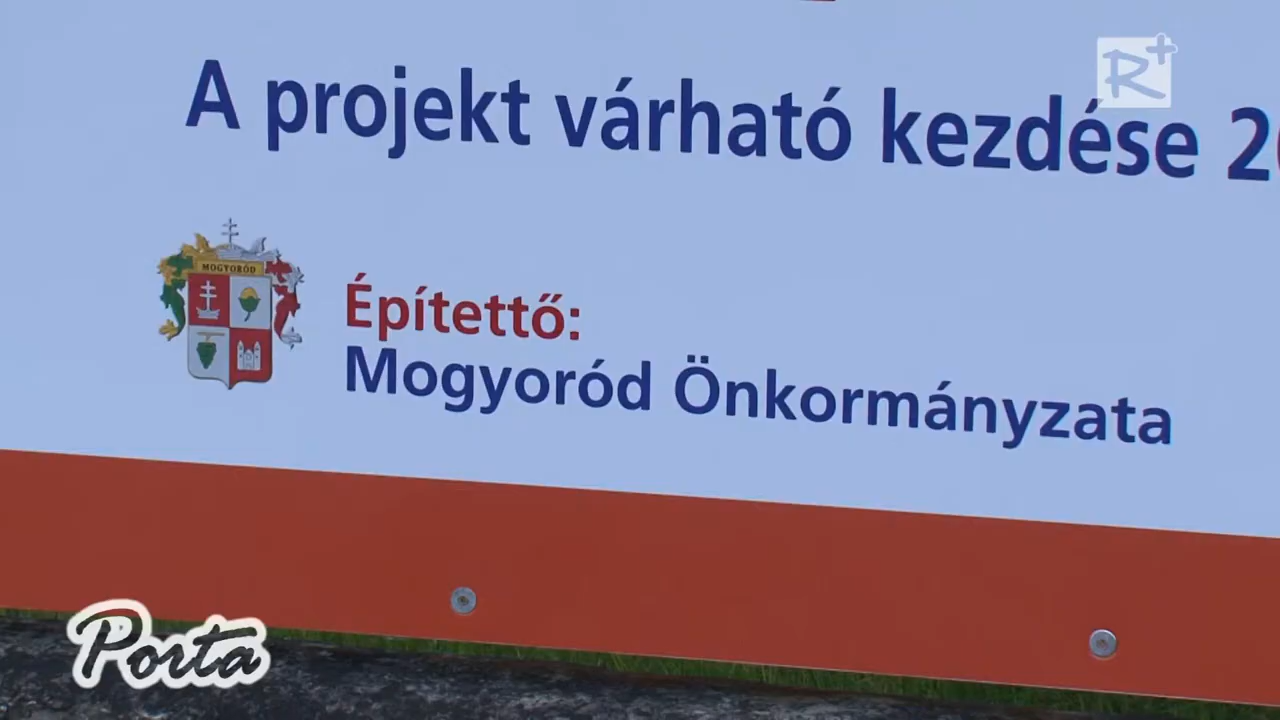 R+
A projekt várható kezdése
MOGYORÓD
Építettő:
Mogyoród Önkormányzata
Porta